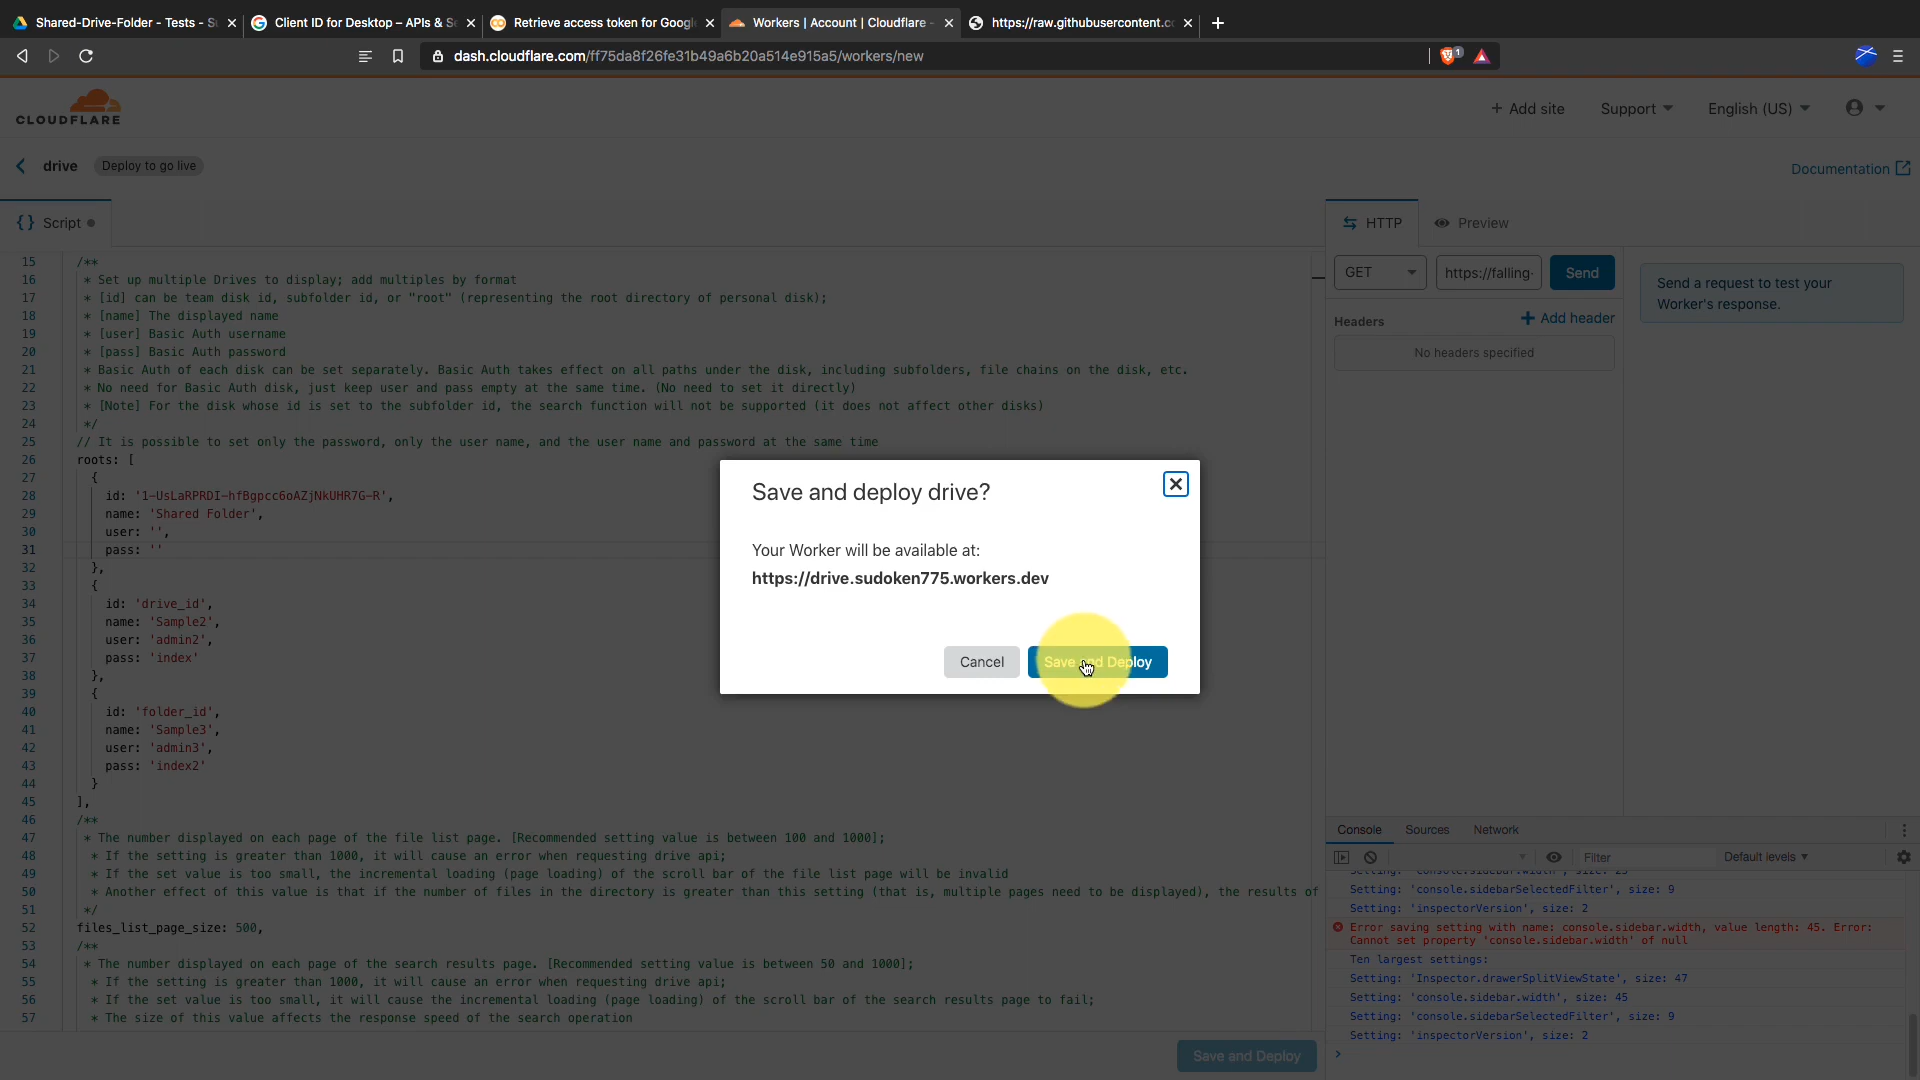 Shared-Drive-Folder - Tests - S
Client ID for Desktop – APIs & Se
Retrieve access token for Googl
Workers | Account | Cloudflare -
https://raw.githubusercontent.c
dash.cloudflare.com/ff75da8f26fe31b49a6b20a514e915a5/workers/new
1
CLOUDFLARE
+ Add site
Support
English (US)
drive
Deploy to go live
Documentation
{} Script
HTTP
Preview
15 /**
16 * Set up multiple Drives to display; add multiples by format
17 * [id] can be team disk id, subfolder id, or "root" (representing the root directory of personal disk);
18 * [name] The displayed name
19 * [user] Basic Auth username
20 * [pass] Basic Auth password
21 * Basic Auth of each disk can be set separately. Basic Auth takes effect on all paths under the disk, including subfolders, file chains on the disk, etc.
22 * No need for Basic Auth disk, just keep user and pass empty at the same time. (No need to set it directly)
23 * [Note] For the disk whose id is set to the subfolder id, the search function will not be supported (it does not affect other disks)
24 */
25 // It is possible to set only the password, only the user name, and the user name and password at the same time
26 roots: [
27 {
28 id: '1-UsLaRPRDI-hfBgpcc6oAZjNkUHR7G-R',
29 name: 'Shared Folder',
30 user: '',
31 pass: ''
32 },
33 {
34 id: 'drive_id',
35 name: 'Sample2',
36 user: 'admin2',
37 pass: 'index'
38 },
39 {
40 id: 'folder_id',
41 name: 'Sample3',
42 user: 'admin3',
43 pass: 'index2'
44 }
45 ],
46 /**
47 * The number displayed on each page of the file list page. [Recommended setting value is between 100 and 1000];
48 * If the setting is greater than 1000, it will cause an error when requesting drive api;
49 * If the set value is too small, the incremental loading (page loading) of the scroll bar of the file list page will be invalid
50 * Another effect of this value is that if the number of files in the directory is greater than this setting (that is, multiple pages need to be displayed), the results of
51 */
52 files_list_page_size: 500,
53 /**
54 * The number displayed on each page of the search results page. [Recommended setting value is between 50 and 1000];
55 * If the setting is greater than 1000, it will cause an error when requesting drive api;
56 * If the set value is too small, it will cause the incremental loading (page loading) of the scroll bar of the search results page to fail;
57 * The size of this value affects the response speed of the search operation
Save and Deploy
Save and deploy drive?
Your Worker will be available at:
https://drive.sudoken775.workers.dev
Cancel
Save and Deploy
GET
https://falling-
Send
Headers
+ Add header
No headers specified
Send a request to test your
Worker's response.
Console
Sources
Network
Filter
Default levels
Setting: 'console.sidebarSelectedFilter', size: 9
Setting: 'inspectorVersion', size: 2
Error saving setting with name: console.sidebar.width, value length: 45. Error:
Cannot set property 'console.sidebar.width' of null
Ten largest settings:
Setting: 'Inspector.drawerSplitViewState', size: 47
Setting: 'console.sidebar.width', size: 45
Setting: 'console.sidebarSelectedFilter', size: 9
Setting: 'inspectorVersion', size: 2